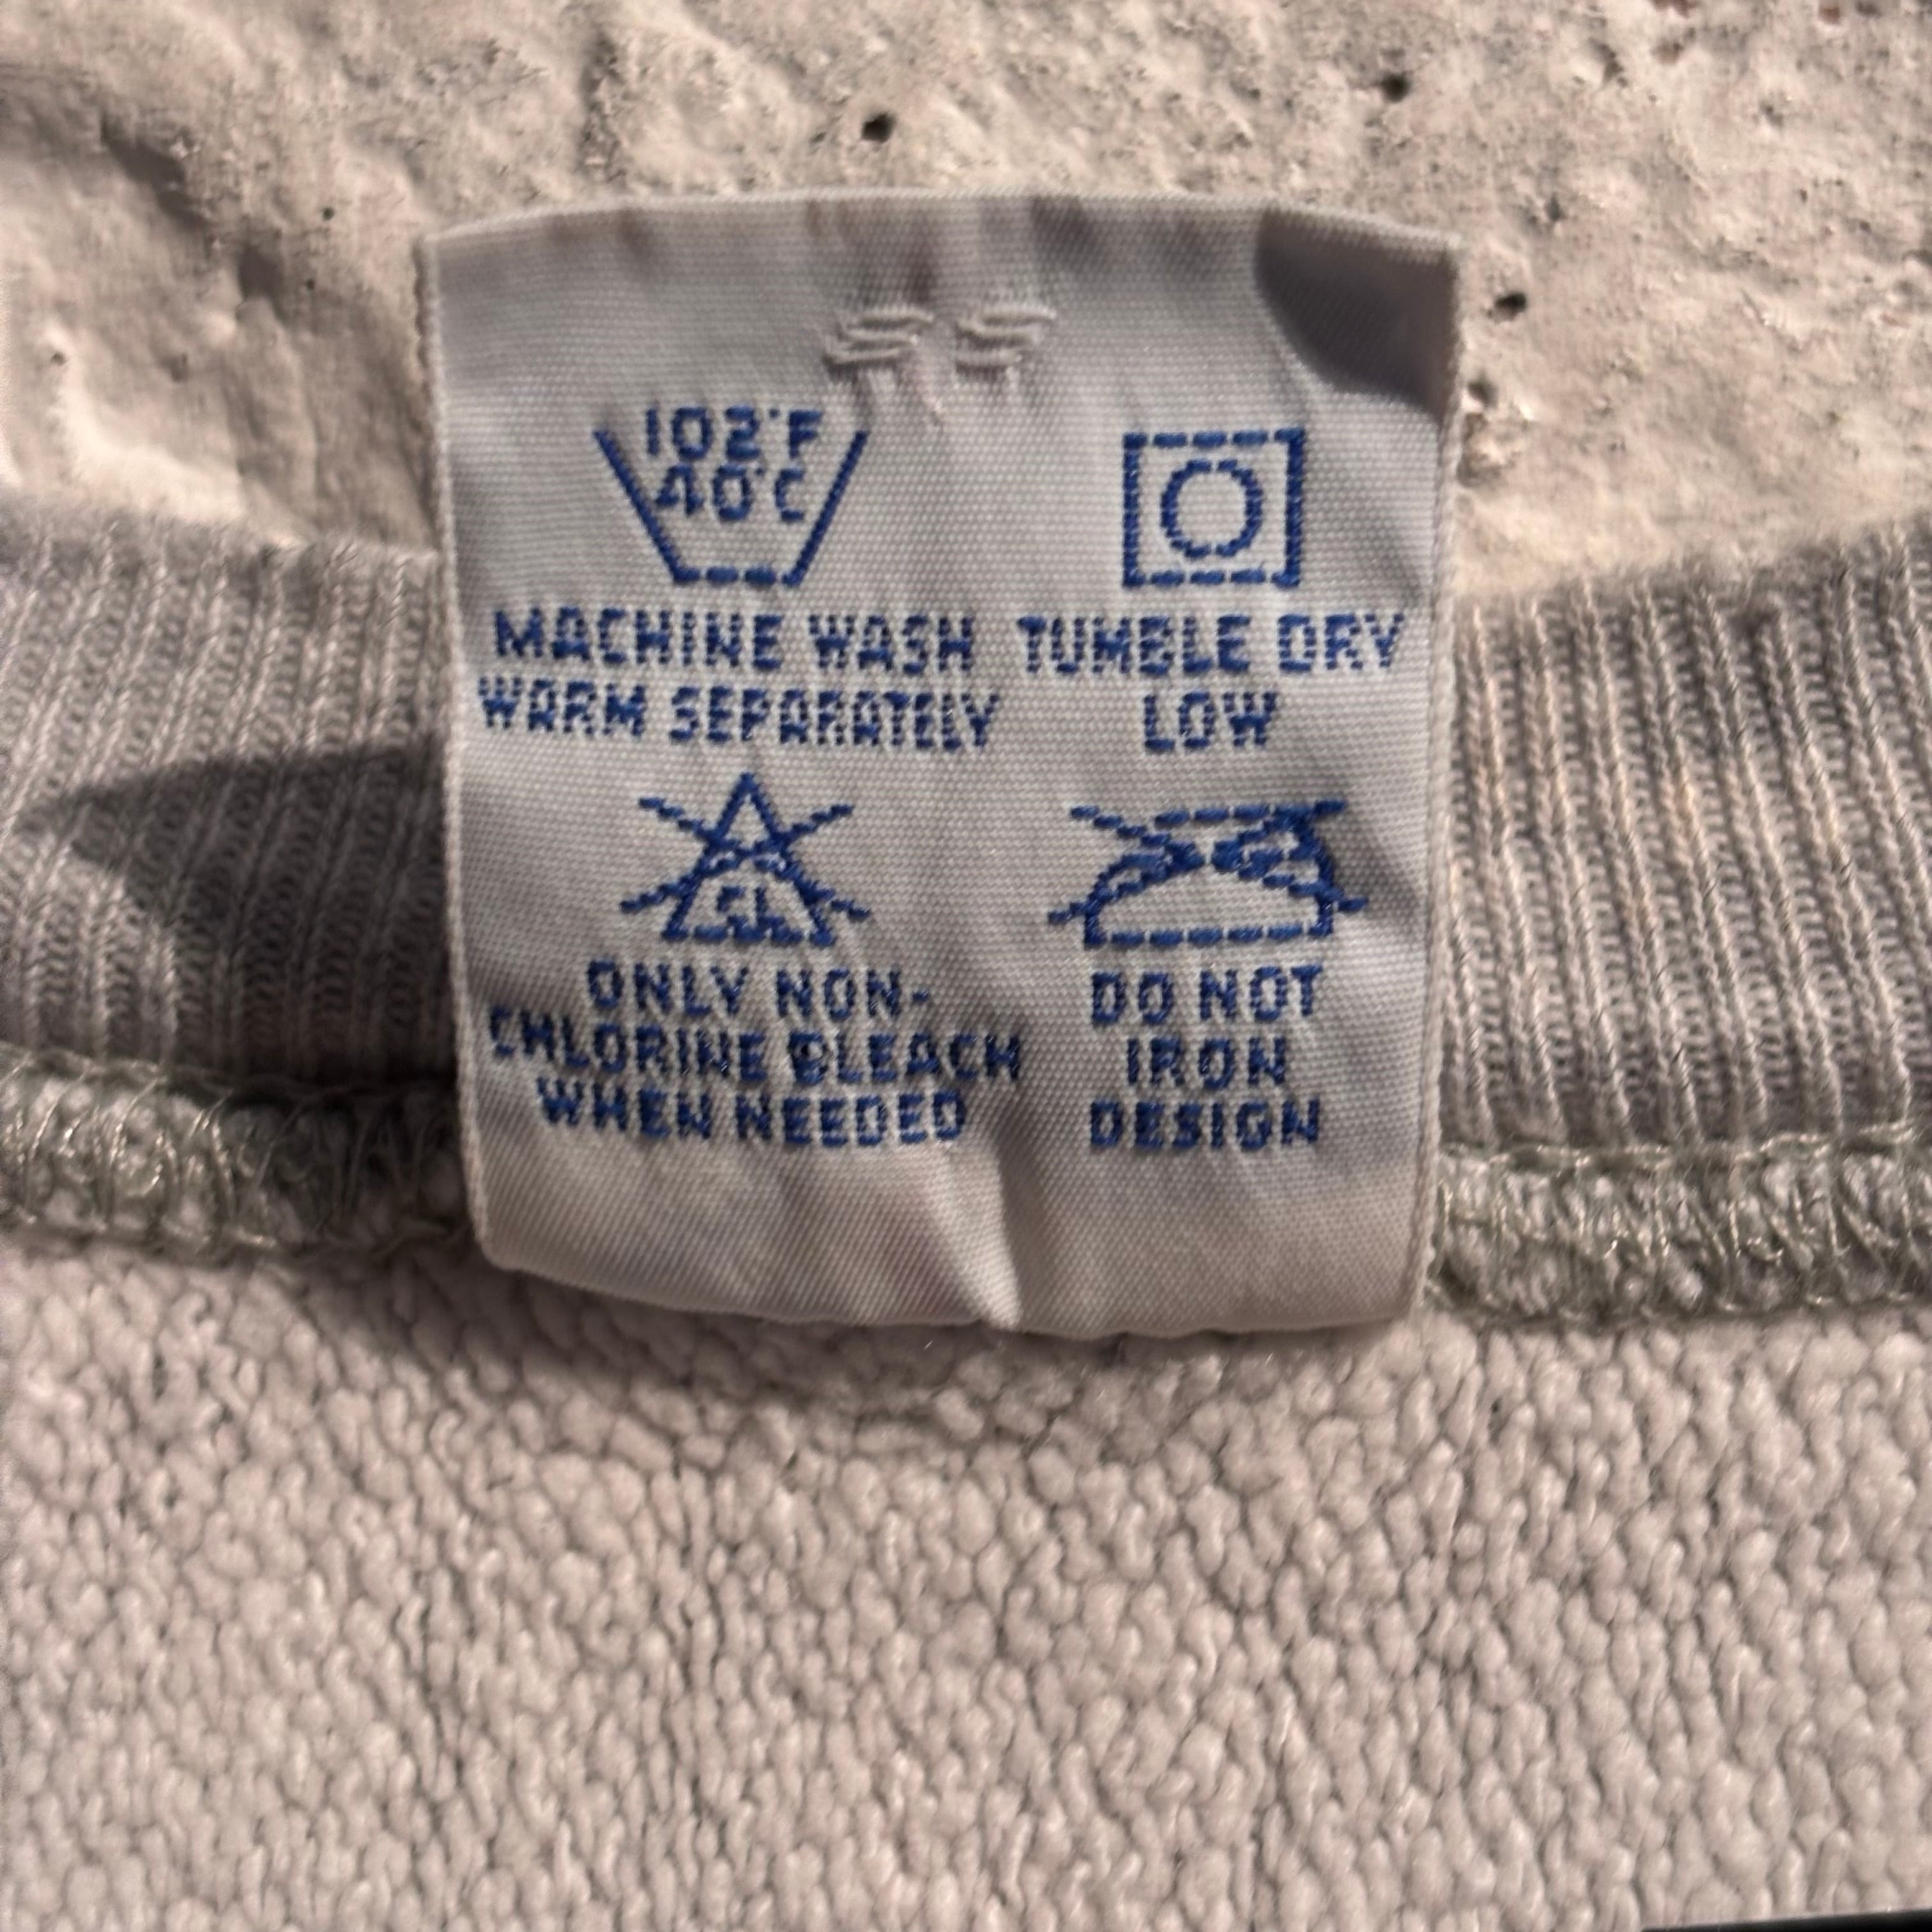 102°F
40°C
MACHINE WASH
WARM SEPARATELY
TUMBLE DRY
LOW
ONLY NON-
CHLORINE BLEACH
WHEN NEEDED
DO NOT
IRON
DESIGN